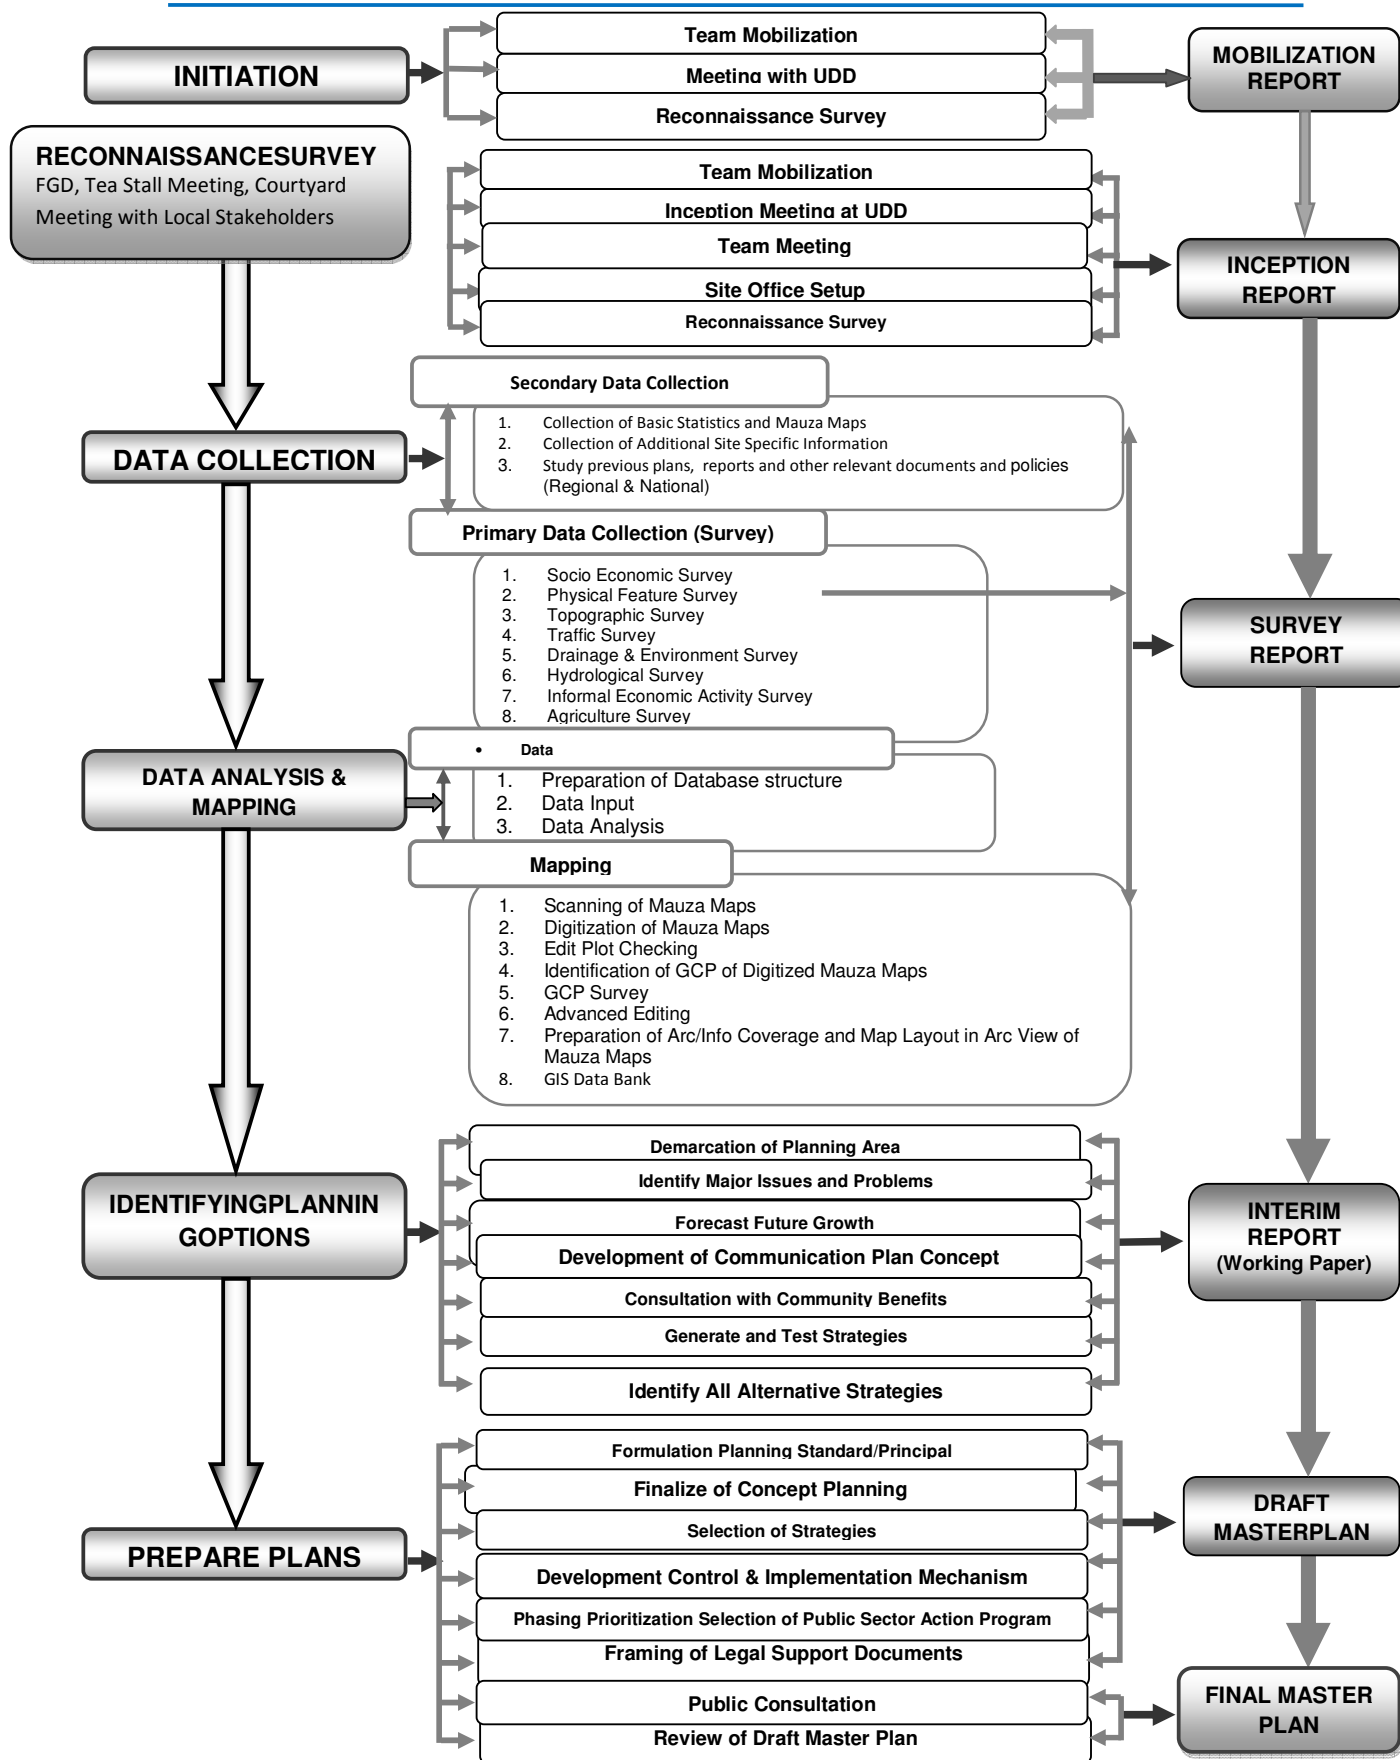 INITIATION
Team Mobilization
Meeting with UDD
Reconnaissance Survey
MOBILIZATION
REPORT
RECONNAISSANCESURVEY
FGD, Tea Stall Meeting, Courtyard
Meeting with Local Stakeholders
Team Mobilization
Inception Meeting at UDD
Team Meeting
Site Office Setup
Reconnaissance Survey
INCEPTION
REPORT
DATA COLLECTION
Secondary Data Collection
1. Collection of Basic Statistics and Mauza Maps
2. Collection of Additional Site Specific Information
3. Study previous plans, reports and other relevant documents and policies
(Regional & National)
Primary Data Collection (Survey)
1. Socio Economic Survey
2. Physical Feature Survey
3. Topographic Survey
4. Traffic Survey
5. Drainage & Environment Survey
6. Hydrological Survey
7. Informal Economic Activity Survey
8. Agriculture Survey
SURVEY
REPORT
DATA ANALYSIS &
MAPPING
• Data
1. Preparation of Database structure
2. Data Input
3. Data Analysis
Mapping
1. Scanning of Mauza Maps
2. Digitization of Mauza Maps
3. Edit Plot Checking
4. Identification of GCP of Digitized Mauza Maps
5. GCP Survey
6. Advanced Editing
7. Preparation of Arc/Info Coverage and Map Layout in Arc View of
Mauza Maps
8. GIS Data Bank
IDENTIFYINGPLANNIN
GOPTIONS
Demarcation of Planning Area
Identify Major Issues and Problems
Forecast Future Growth
Development of Communication Plan Concept
Consultation with Community Benefits
Generate and Test Strategies
Identify All Alternative Strategies
INTERIM
REPORT
(Working Paper)
PREPARE PLANS
Formulation Planning Standard/Principal
Finalize of Concept Planning
Selection of Strategies
Development Control & Implementation Mechanism
Phasing Prioritization Selection of Public Sector Action Program
Framing of Legal Support Documents
Public Consultation
Review of Draft Master Plan
DRAFT
MASTERPLAN
FINAL MASTER
PLAN